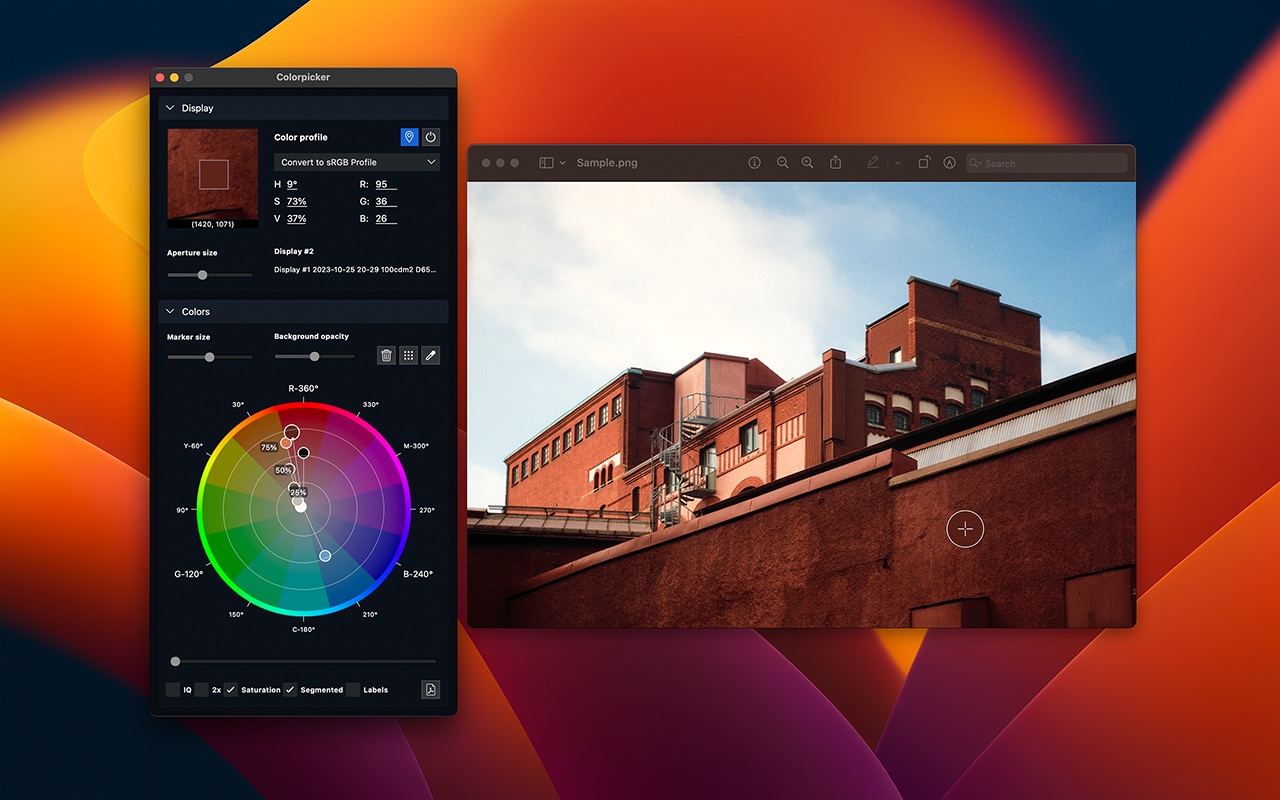 Colorpicker
Display
Color profile
Convert to sRGB Profile
H 9° R: 95
S 73% G: 36
V 37% B: 26
(1420, 1071)
Aperture size
Display #2
Display #1 2023-10-25 20-29 100cdm2 D65...
Colors
Marker size
Background opacity
R-360°
30°
330°
Y-60°
M-300°
75%
50%
25%
90°
270°
G-120°
B-240°
150°
210°
C-180°
IQ 2x Saturation Segmented Labels
Sample.png
Search